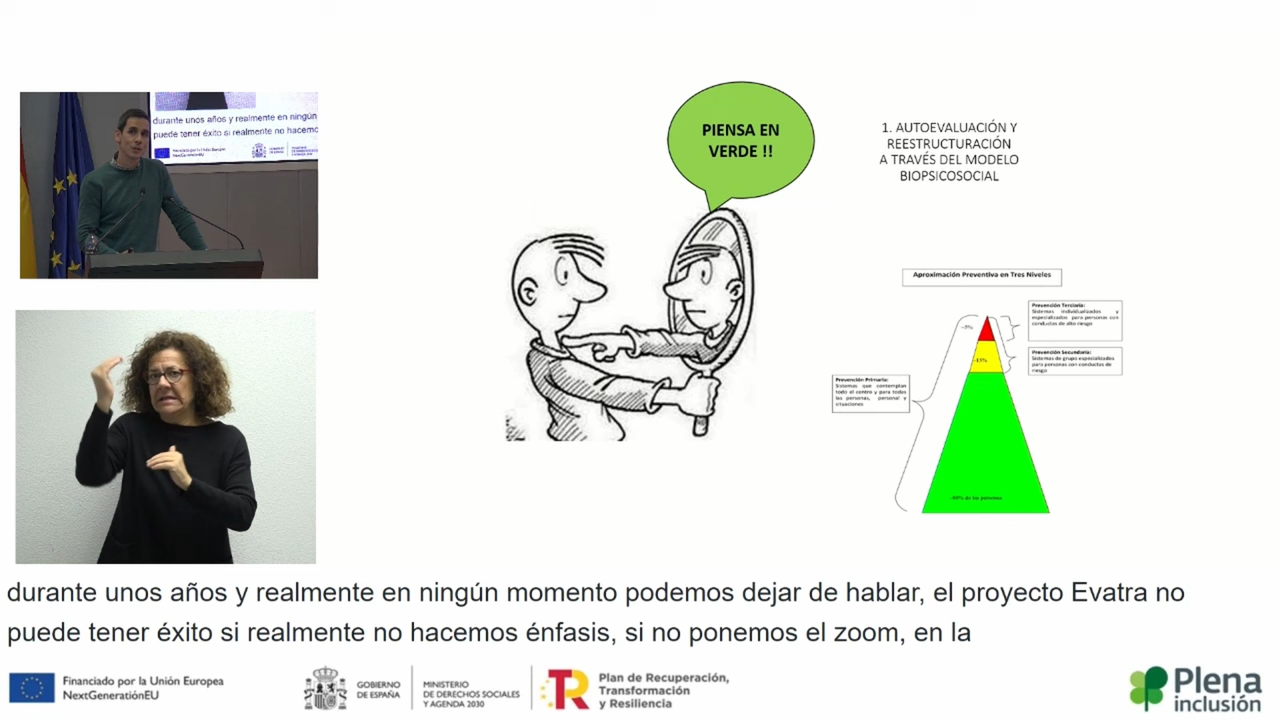 durante unos años y realmente en ningún
puede tener éxito si realmente no hacemo
PIENSA EN
VERDE !!
1. AUTOEVALUACIÓN Y
REESTRUCTURACIÓN
A TRAVÉS DEL MODELO
BIOPSICOSOCIAL
Aproximación Preventiva en Tres Niveles
Prevención Terciaria:
Sistemas individualizados y
especializados para personas con
conductas de alto riesgo
~5%
Prevención Secundaria:
Sistemas de grupo especializados
para personas con conductas de
riesgo
~15%
Prevención Primaria:
Sistemas que contemplan
todo el centro y para todas
las personas, personal y
situaciones
de las personas
durante unos años y realmente en ningún momento podemos dejar de hablar, el proyecto Evatra no
puede tener éxito si realmente no hacemos énfasis, si no ponemos el zoom, en la
Financiado por la Unión Europea
NextGenerationEU
GOBIERNO
DE ESPAÑA
MINISTERIO
DE DERECHOS SOCIALES
Y AGENDA 2030
Plan de Recuperación,
Transformación
y Resiliencia
Plena
inclusión